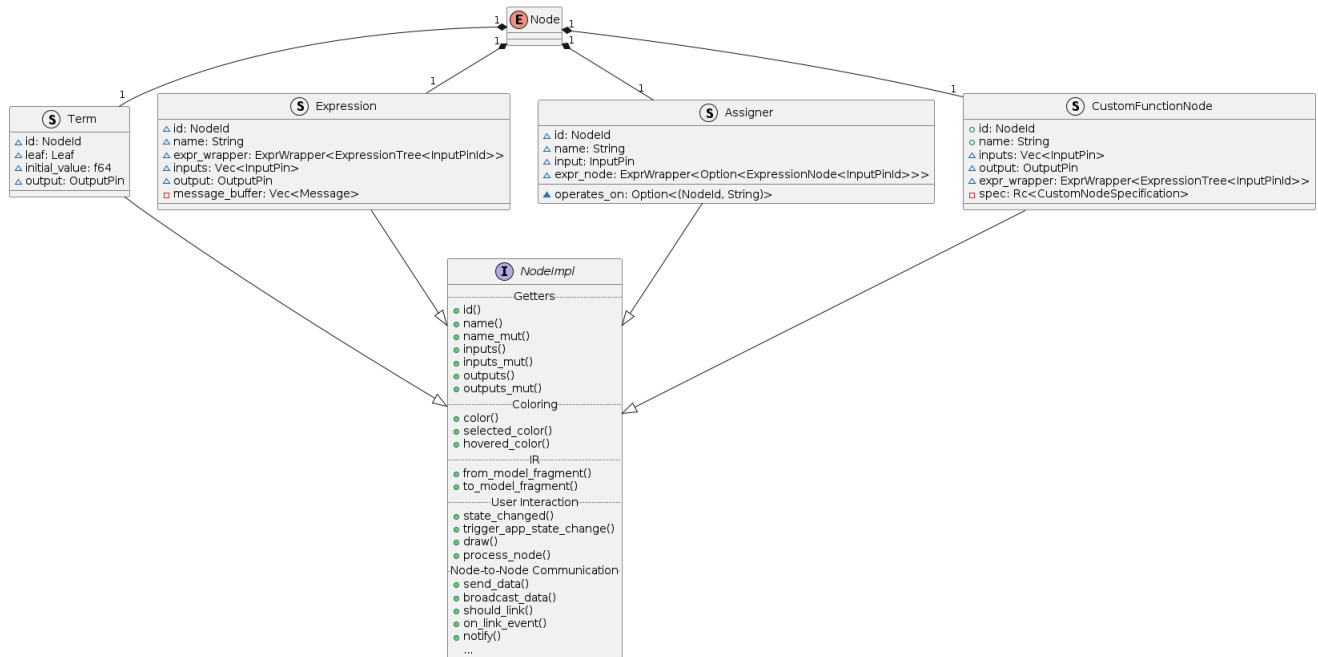 E Node
1 1
1 1
1 1 1 1
S Term
id: NodeId
leaf: Leaf
initial_value: f64
output: OutputPin
S Expression
id: NodeId
name: String
expr_wrapper: ExprWrapper<ExpressionTree<InputPinId>>
inputs: Vec<InputPin>
output: OutputPin
message_buffer: Vec<Message>
S Assigner
id: NodeId
name: String
input: InputPin
expr_node: ExprWrapper<Option<ExpressionNode<InputPinId>>>
operates_on: Option<(NodeId, String)>
S CustomFunctionNode
id: NodeId
name: String
inputs: Vec<InputPin>
output: OutputPin
expr_wrapper: ExprWrapper<ExpressionTree<InputPinId>>
spec: Rc<CustomNodeSpecification>
I NodeImpl
Getters
id()
name()
name_mut()
inputs()
inputs_mut()
outputs()
outputs_mut()
Coloring
color()
selected_color()
hovered_color()
IR
from_model_fragment()
to_model_fragment()
User Interaction
state_changed()
trigger_app_state_change()
draw()
process_node()
Node-to-Node Communication
send_data()
broadcast_data()
should_link()
on_link_event()
notify()
...